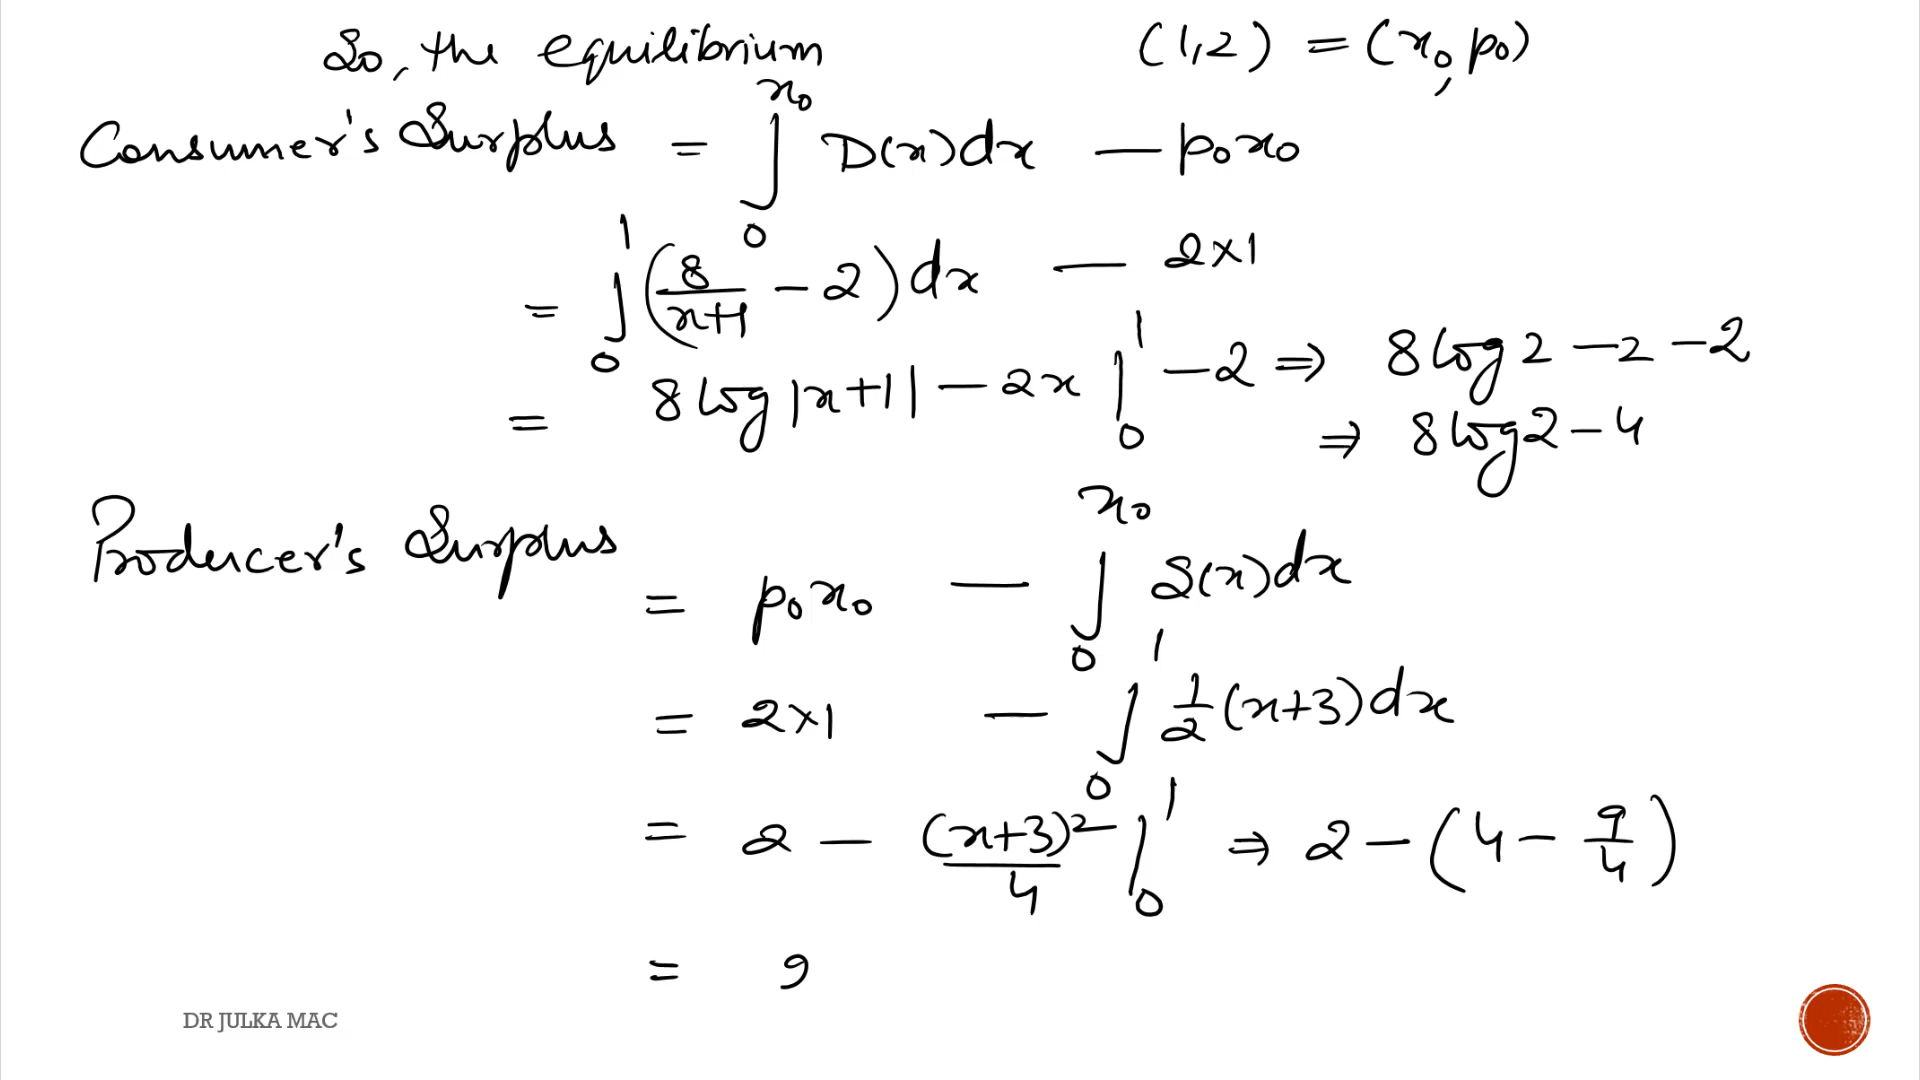 So, the equilibrium (1,2) = (x₀, p₀)
Consumer's Surplus = ∫₀^x₀ D(x)dx — p₀x₀
= ∫₀¹ (8/(x+1) - 2) dx — 2×1
= 8 log |x+1| - 2x |₀¹ - 2 ⇒ 8 log 2 - 2 - 2
⇒ 8 log 2 - 4
Producer's Surplus
= p₀x₀ — ∫₀^x₀ S(x)dx
= 2×1 — ∫₀¹ 1/2 (x+3)dx
= 2 — (x+3)²/4 |₀¹ ⇒ 2 - (4 - 9/4)
= 9
DR JULKA MAC